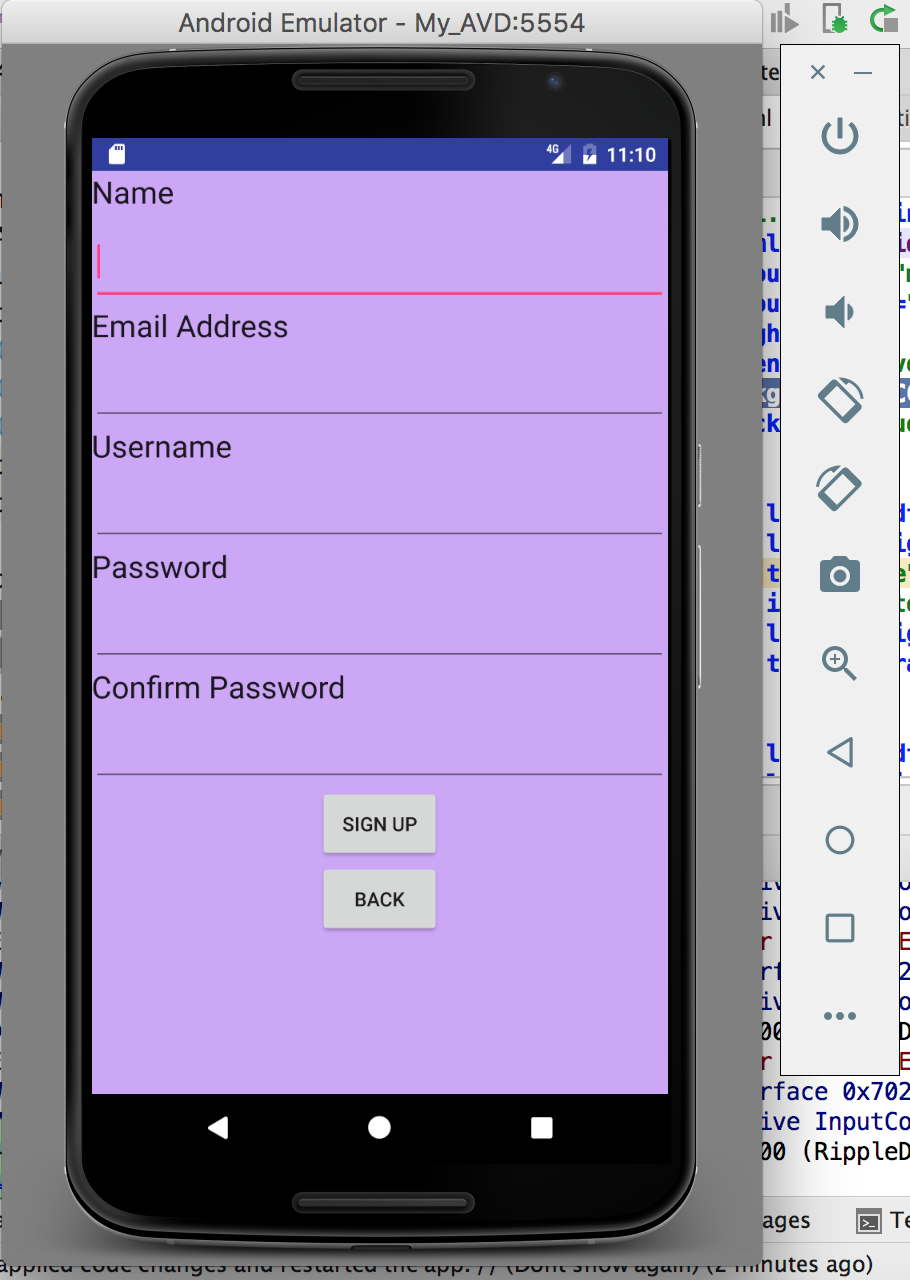 Android Emulator - My_AVD:5554
4G 11:10
Name
Email Address
Username
Password
Confirm Password
SIGN UP
BACK
rface 0x702
ive InputCo
00 (RippleD
ages Te
applied code changes and restarted the app. // (Dont show again) (2 minutes ago)